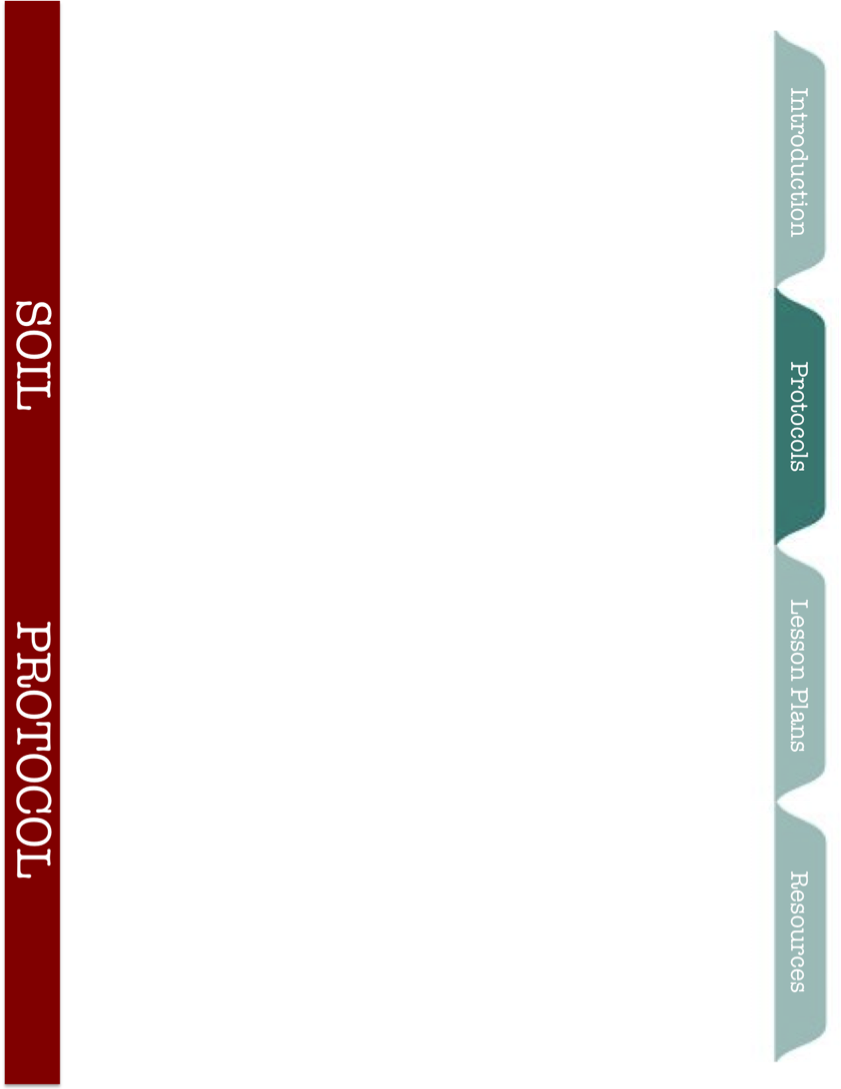 SOIL PROTOCOL
Introduction
Protocols
Lesson Plans
Resources